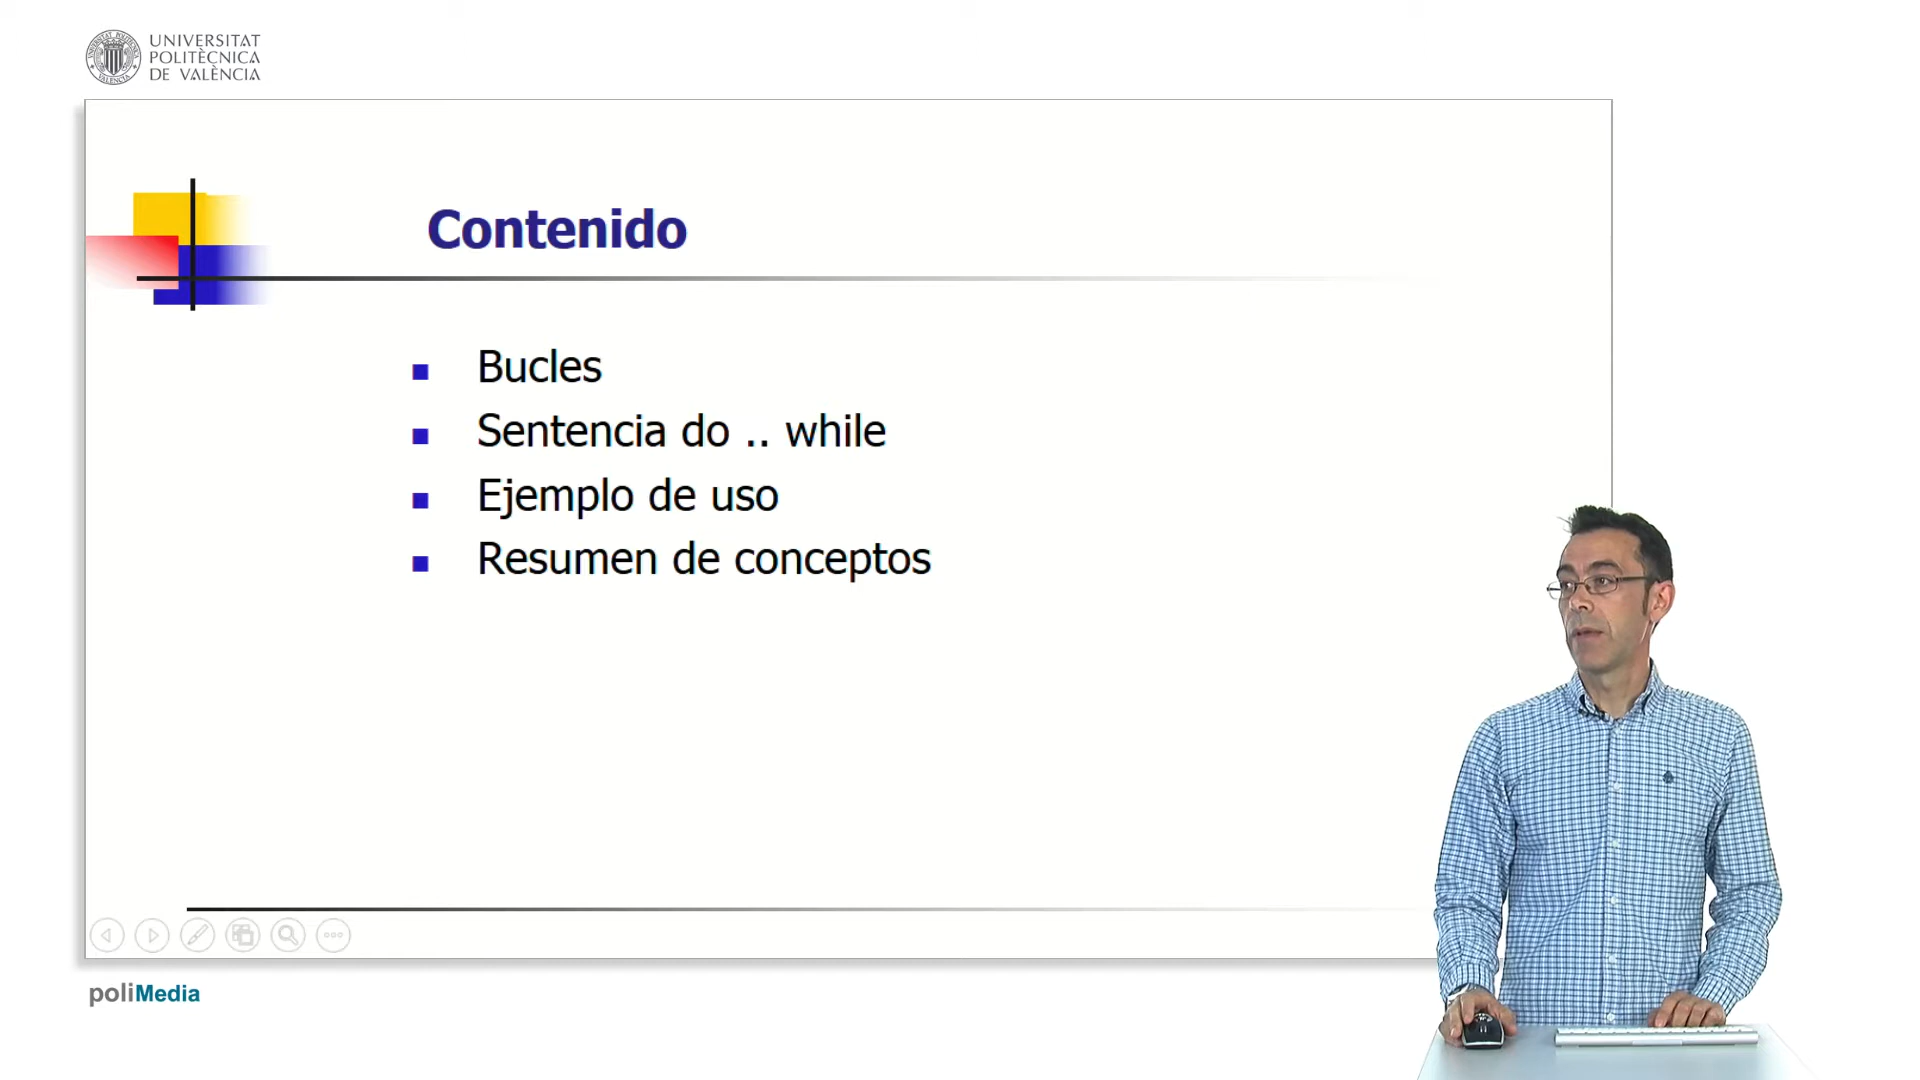 UNIVERSITAT
POLITÈCNICA
DE VALÈNCIA
Contenido
Bucles
Sentencia do .. while
Ejemplo de uso
Resumen de conceptos
poliMedia